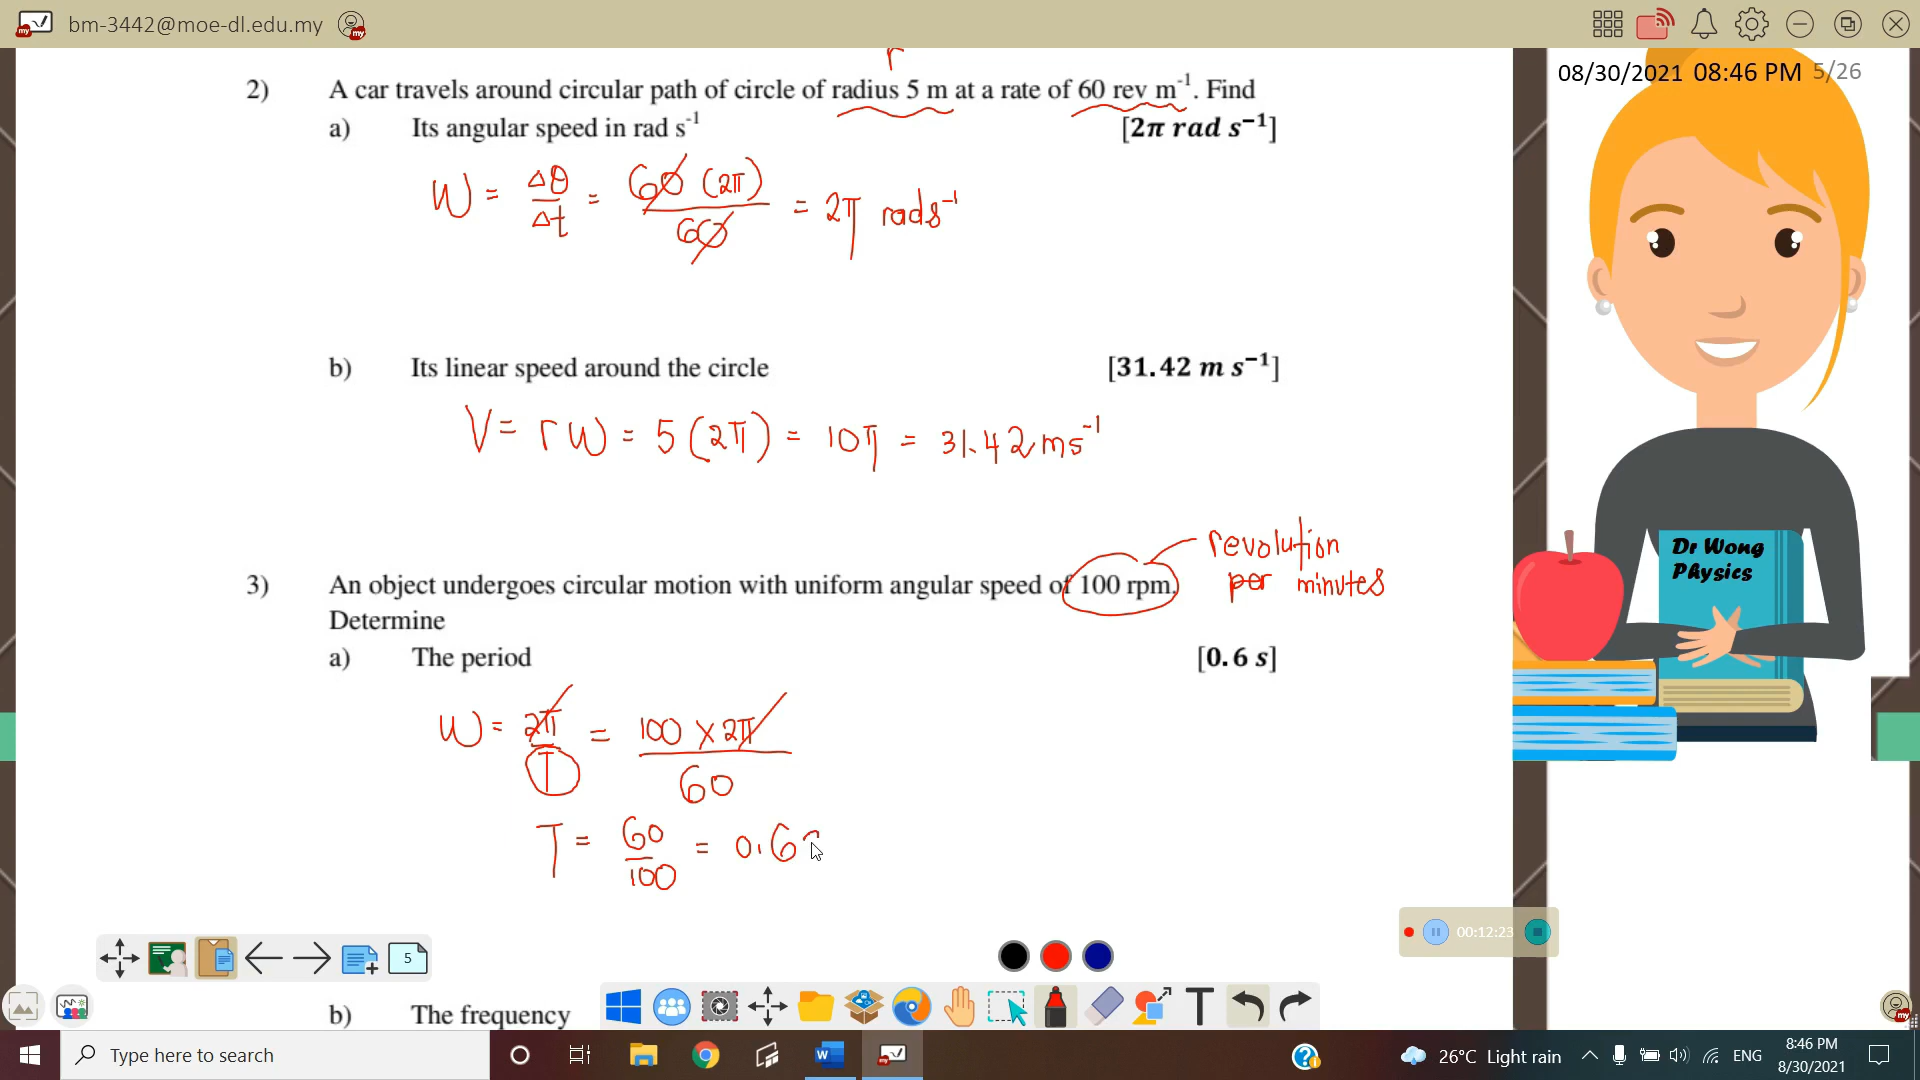 bm-3442@moe-dl.edu.my
08/30/2021 08:46 PM 5/26
r
2) A car travels around circular path of circle of radius 5 m at a rate of 60 rev m⁻¹. Find
a) Its angular speed in rad s⁻¹ [2π rad s⁻¹]
W = Δθ/Δt = 60 (2π)/60 = 2π rads⁻¹
b) Its linear speed around the circle [31.42 m s⁻¹]
V = rW = 5 (2π) = 10π = 31.42 ms⁻¹
revolution
per minutes
3) An object undergoes circular motion with uniform angular speed of 100 rpm.
Determine
a) The period [0.6 s]
W = 2π/T = 100 x 2π/60
T = 60/100 = 0.6
b) The frequency
Dr Wong
Physics
00:12:23
5
T
Type here to search
26°C Light rain
ENG
8:46 PM
8/30/2021